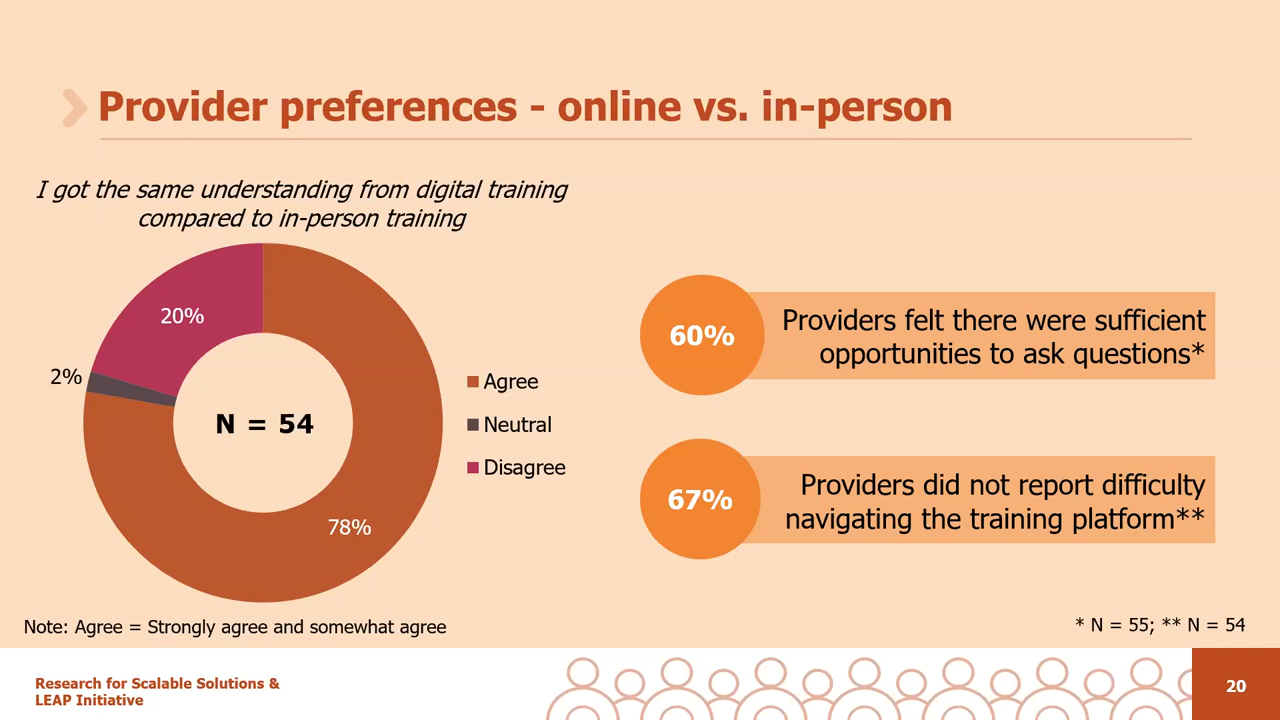 Provider preferences - online vs. in-person
I got the same understanding from digital training
compared to in-person training
20%
2%
N = 54
78%
Agree
Neutral
Disagree
60%
Providers felt there were sufficient
opportunities to ask questions*
67%
Providers did not report difficulty
navigating the training platform**
Note: Agree = Strongly agree and somewhat agree
* N = 55; ** N = 54
Research for Scalable Solutions &
LEAP Initiative
20